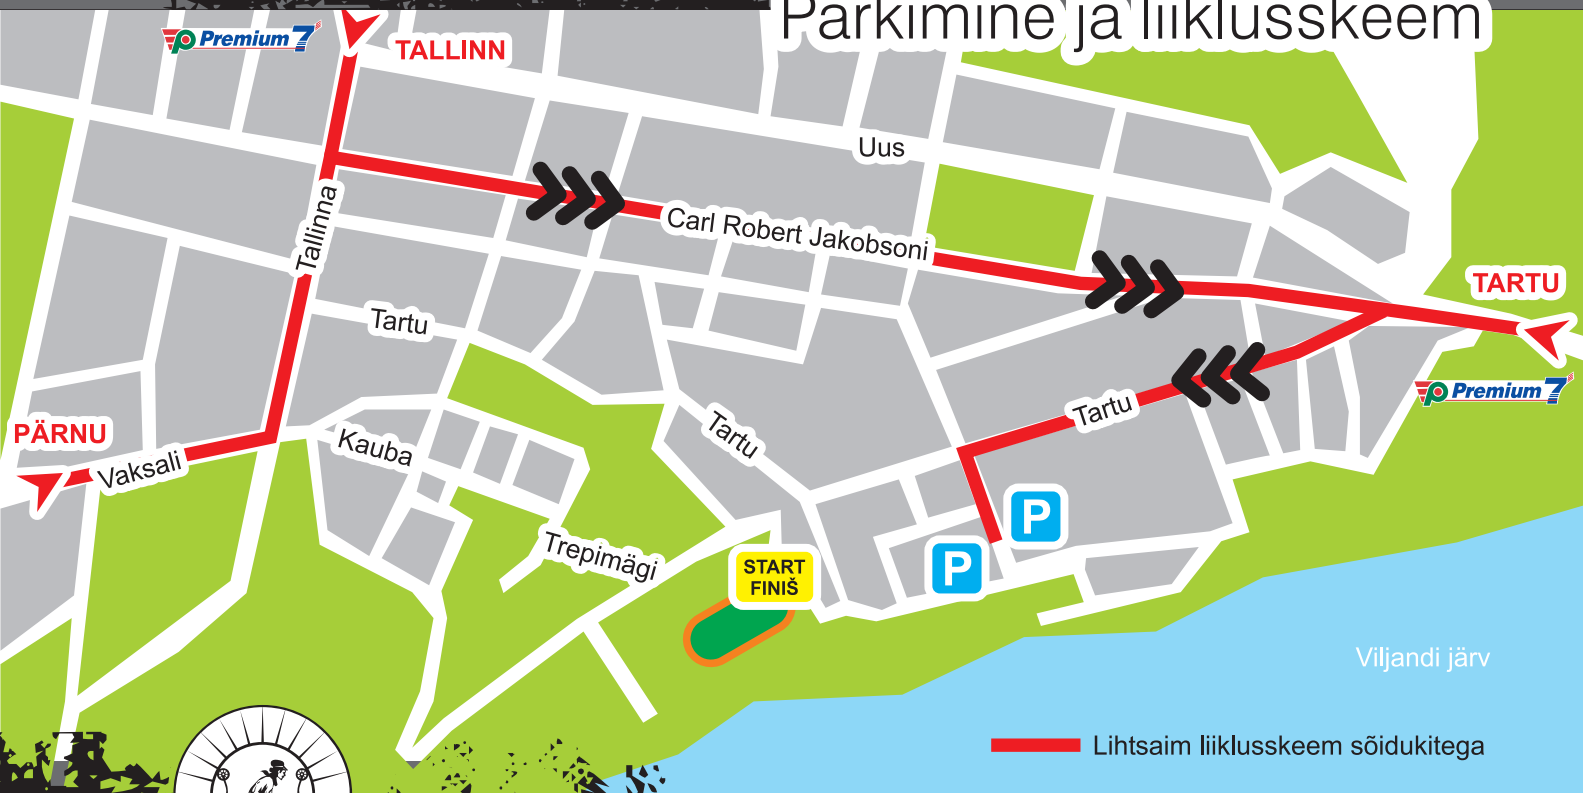 Parkimine ja liiklusskeem
Premium 7
TALLINN
Uus
Tallinna
Carl Robert Jakobsoni
TARTU
Tartu
Premium 7
Tartu
Tartu
PÄRNU
Vaksali
Kauba
P
Trepimägi
START
FINIŠ
P
Viljandi järv
Lihtsaim liiklusskeem sõidukitega